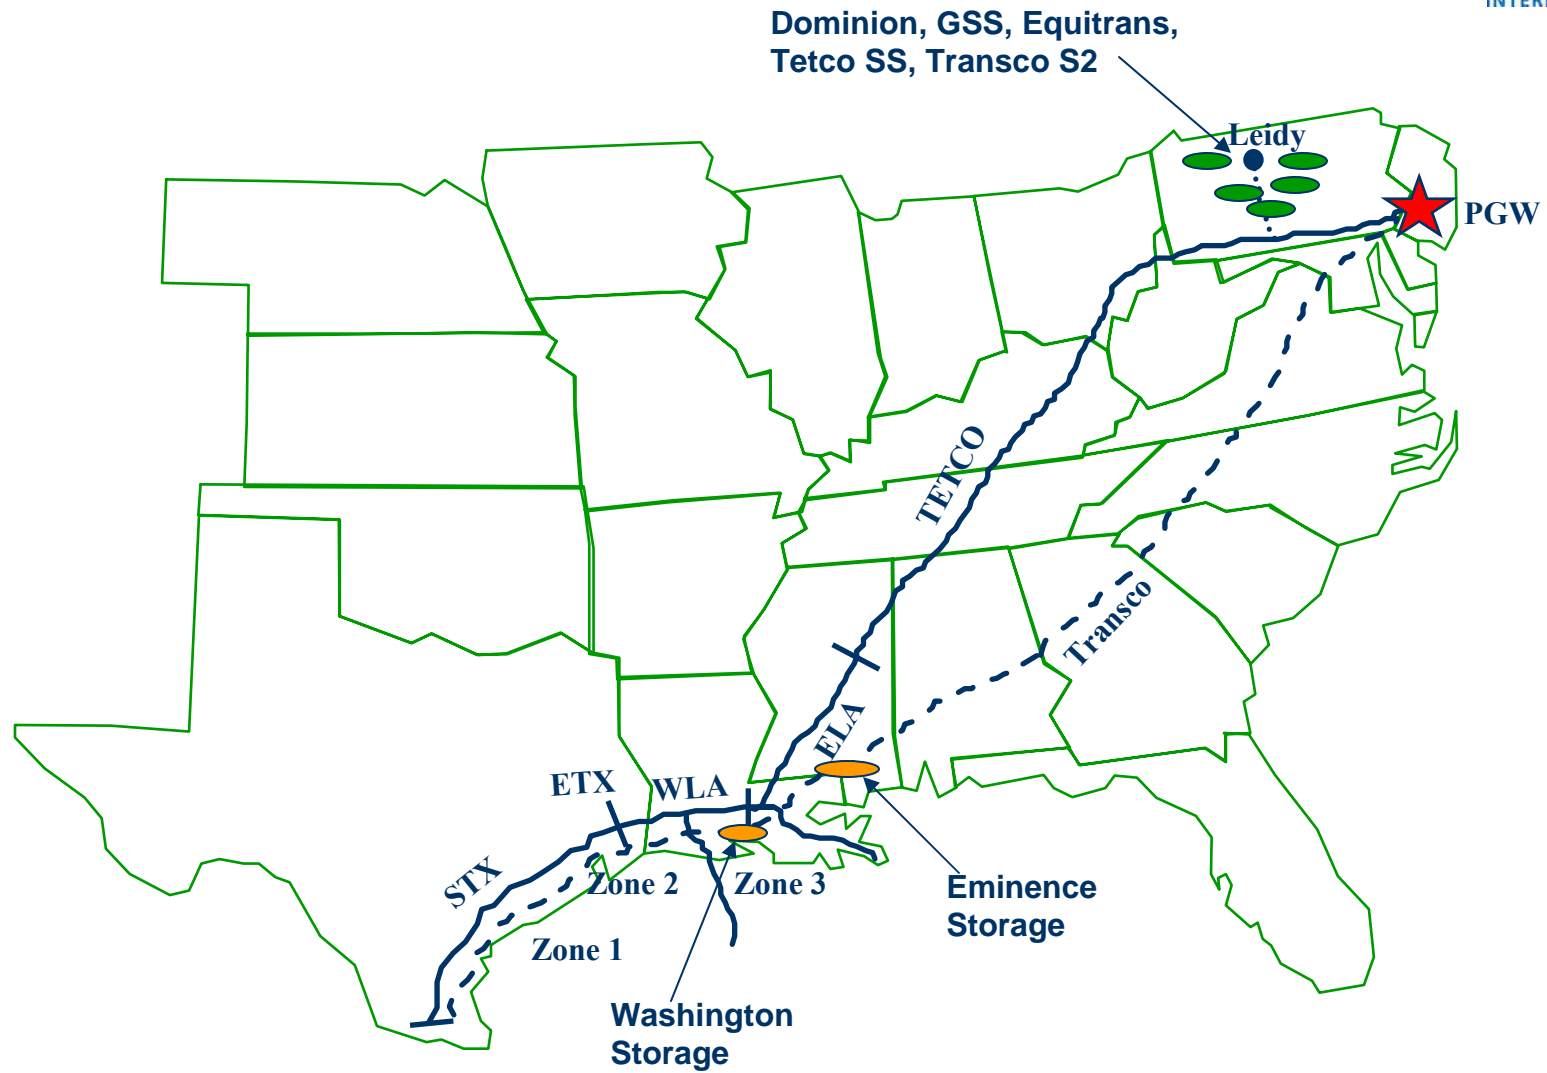 Dominion, GSS, Equitrans,
Tetco SS, Transco S2
Leidy
PGW
TETCO
Transco
ELA
ETX
WLA
STX
Zone 2
Zone 3
Eminence
Storage
Zone 1
Washington
Storage